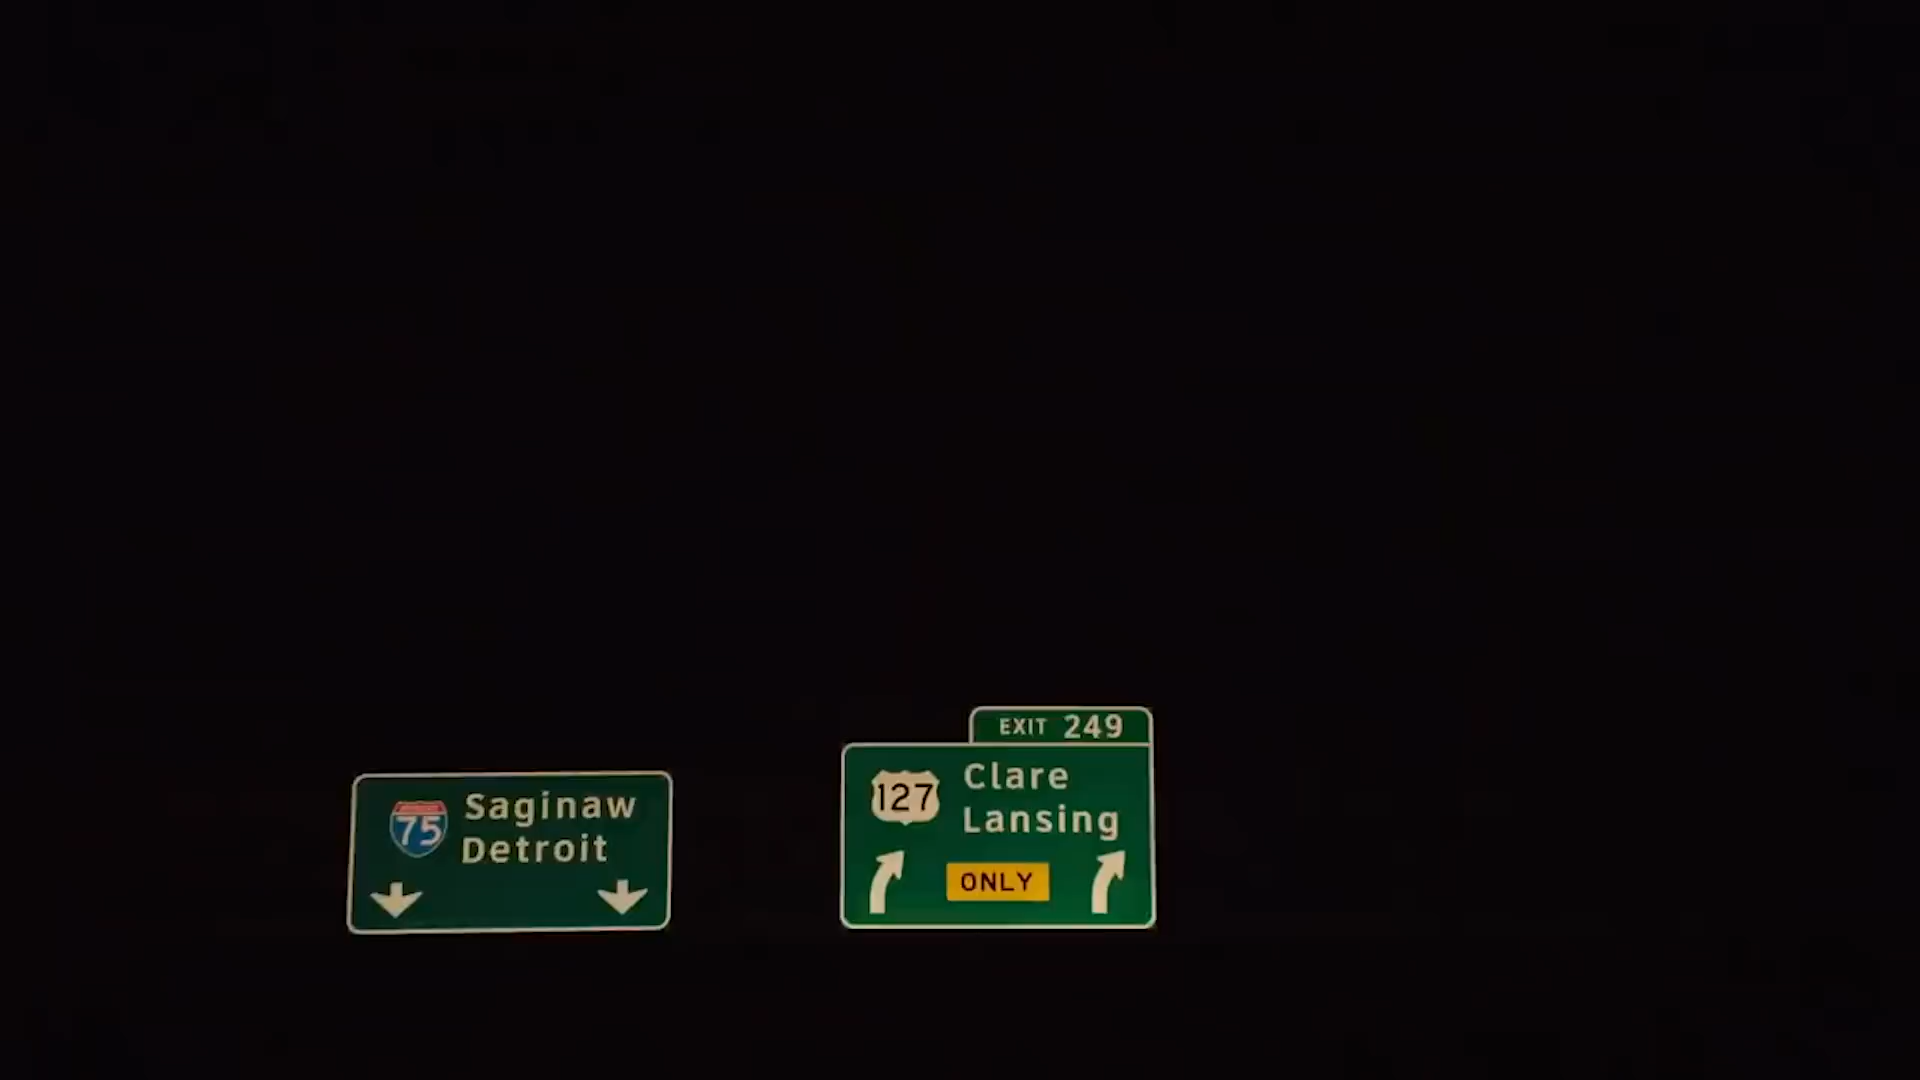 75
Saginaw
Detroit
EXIT 249
127
Clare
Lansing
ONLY